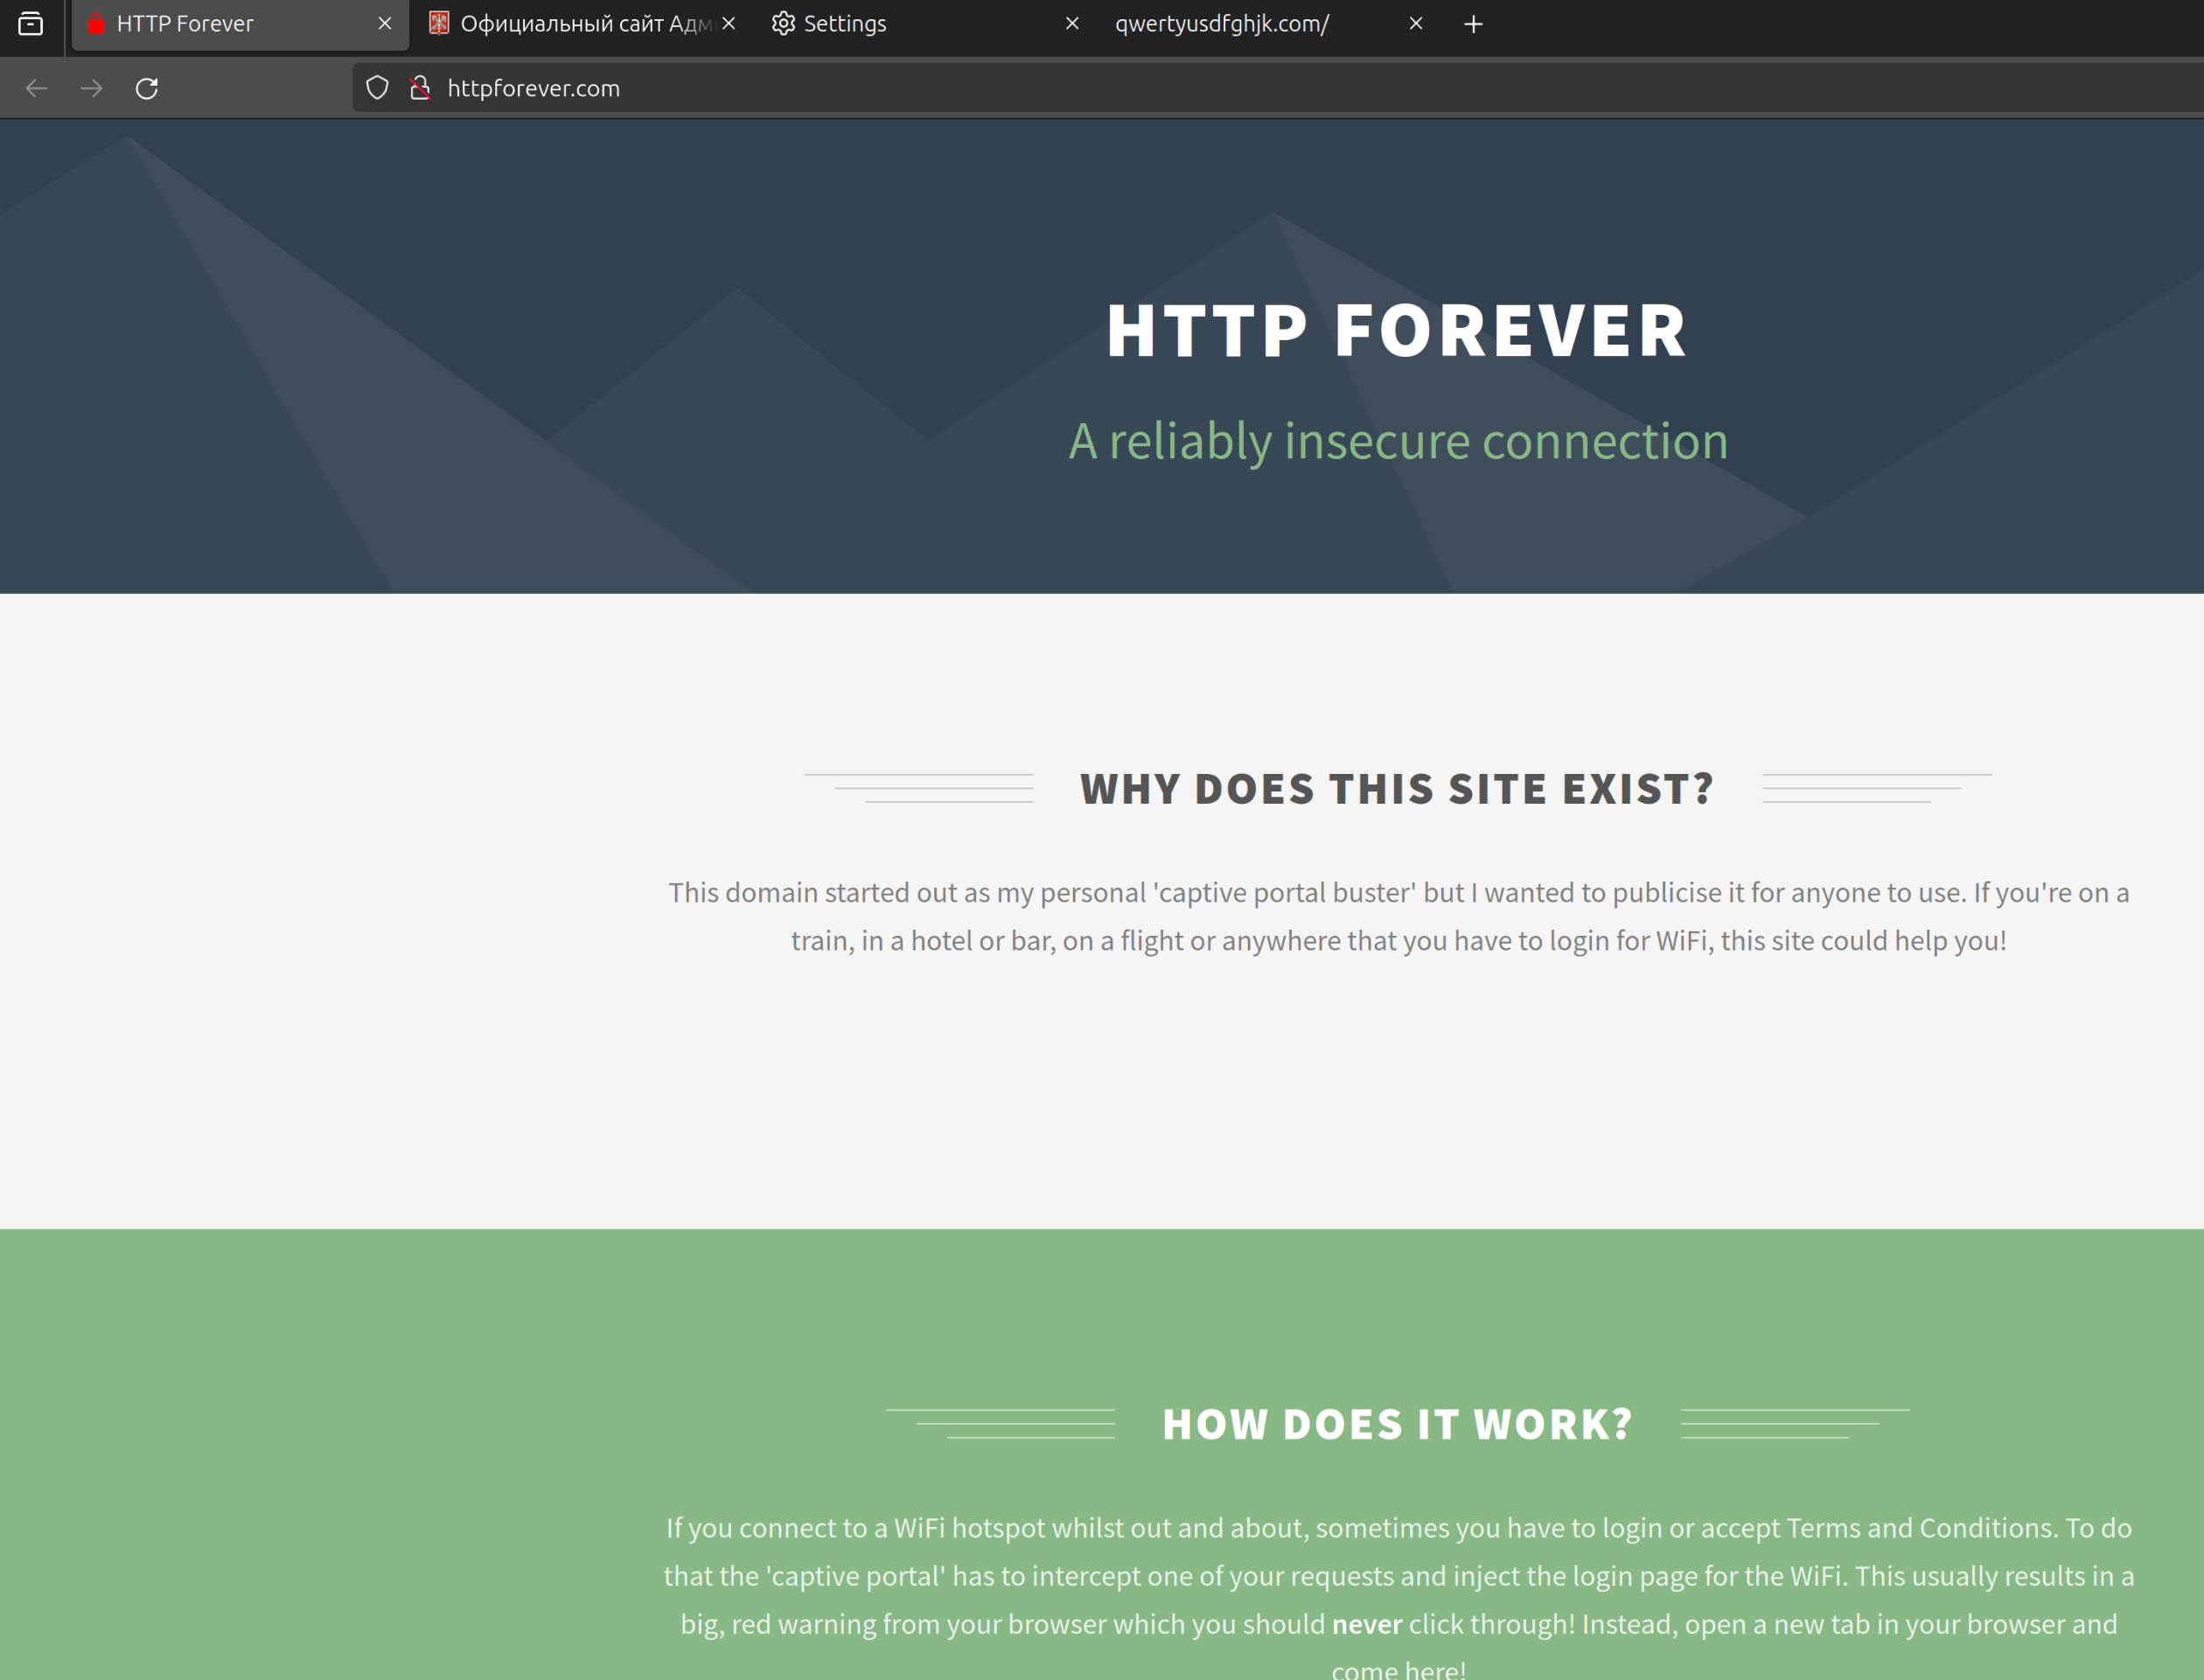 HTTP Forever
Официальный сайт Адм
Settings
qwertyusdfghjk.com/
httpforever.com
HTTP FOREVER
A reliably insecure connection
WHY DOES THIS SITE EXIST?
This domain started out as my personal 'captive portal buster' but I wanted to publicise it for anyone to use. If you're on a
train, in a hotel or bar, on a flight or anywhere that you have to login for WiFi, this site could help you!
HOW DOES IT WORK?
If you connect to a WiFi hotspot whilst out and about, sometimes you have to login or accept Terms and Conditions. To do
that the 'captive portal' has to intercept one of your requests and inject the login page for the WiFi. This usually results in a
big, red warning from your browser which you should never click through! Instead, open a new tab in your browser and
come here!